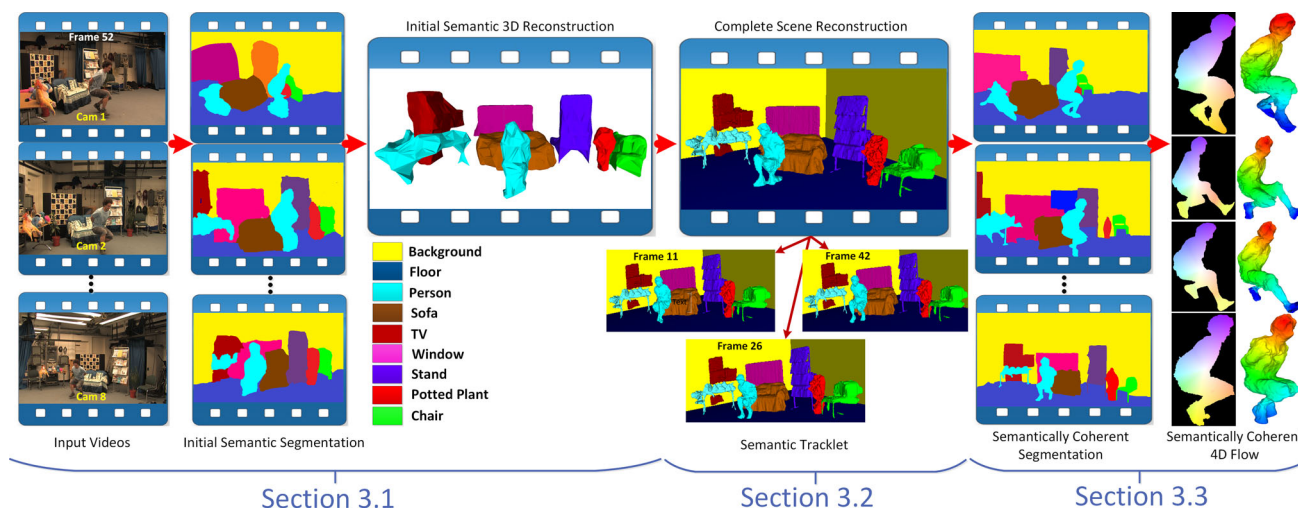 Initial Semantic 3D Reconstruction
Complete Scene Reconstruction
Frame 52
Cam 1
Cam 2
Cam 8
Input Videos
Initial Semantic Segmentation
Background
Floor
Person
Sofa
TV
Window
Stand
Potted Plant
Chair
Frame 11
Text
Frame 42
Frame 26
Semantic Tracklet
Semantically Coherent
Segmentation
Semantically Coheren
4D Flow
Section 3.1
Section 3.2
Section 3.3